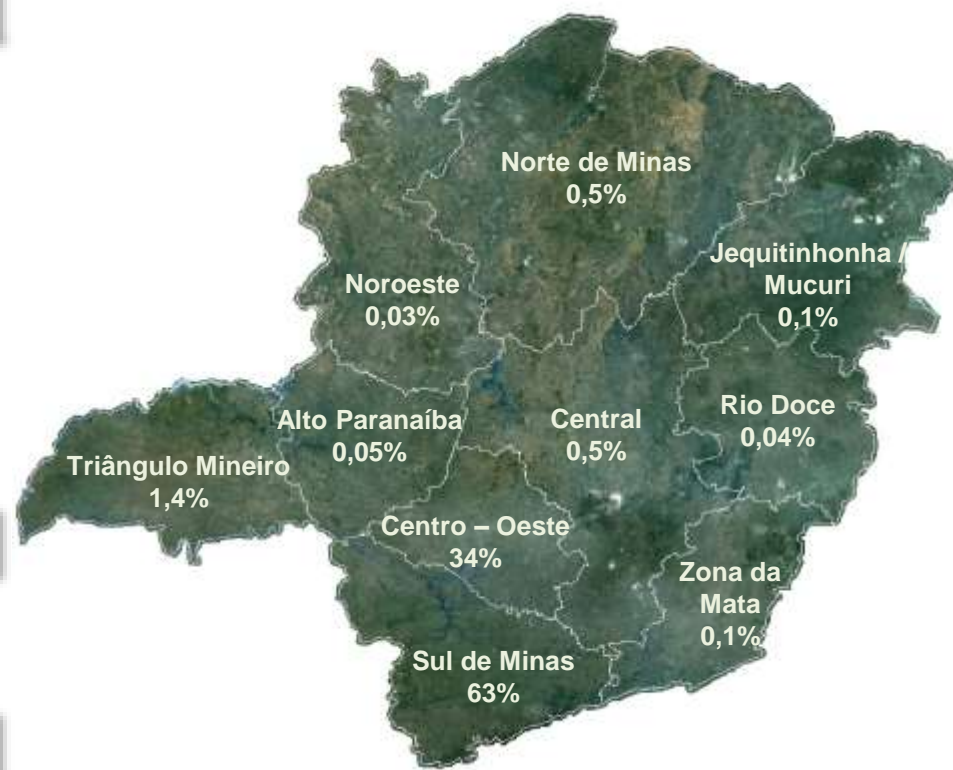 Norte de Minas
0,5%
Jequitinhonha /
Mucuri
0,1%
Noroeste
0,03%
Alto Paranaíba
0,05%
Central
0,5%
Rio Doce
0,04%
Triângulo Mineiro
1,4%
Centro – Oeste
34%
Zona da
Mata
0,1%
Sul de Minas
63%